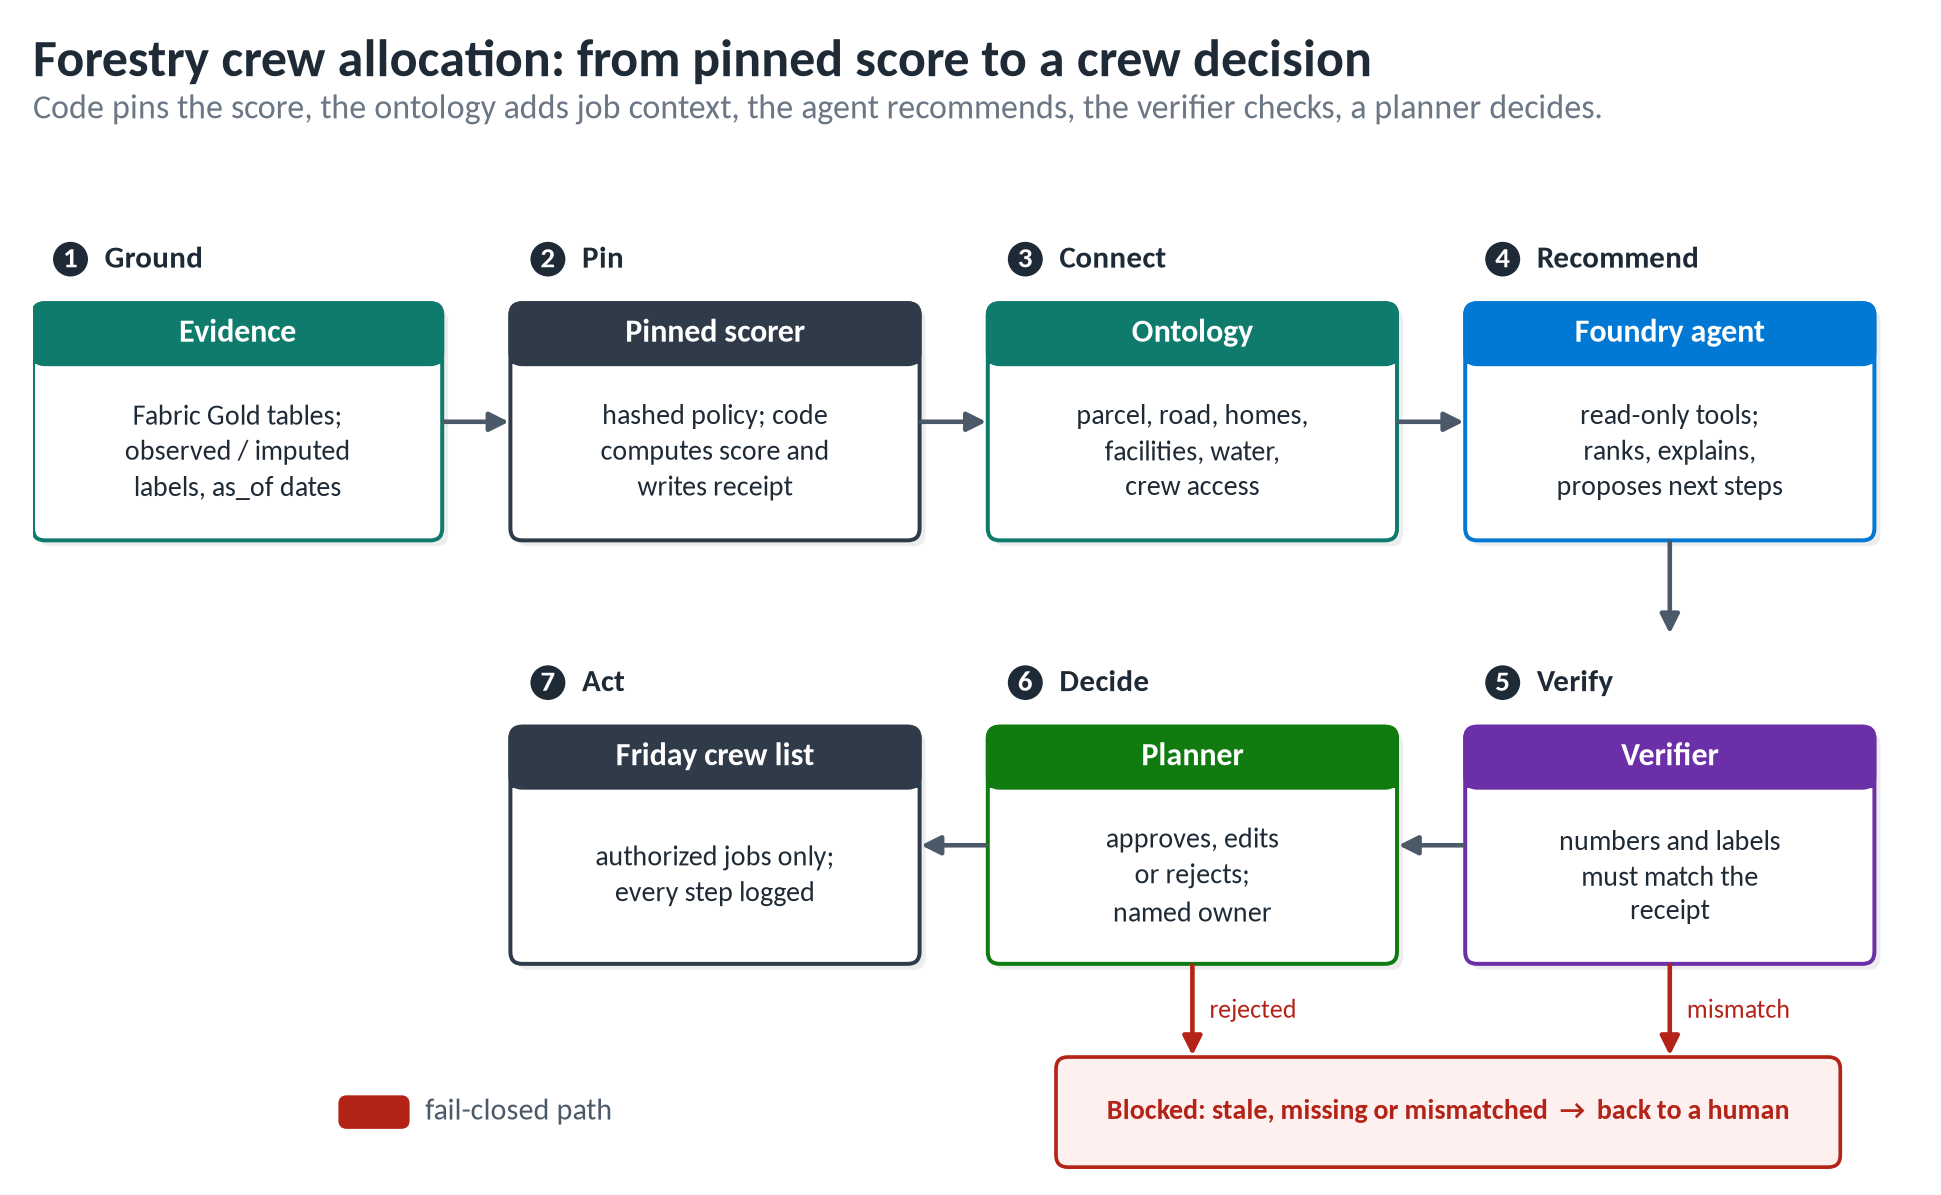 Forestry crew allocation: from pinned score to a crew decision
Code pins the score, the ontology adds job context, the agent recommends, the verifier checks, a planner decides.
1 Ground
Evidence
Fabric Gold tables;
observed / imputed
labels, as_of dates
2 Pin
Pinned scorer
hashed policy; code
computes score and
writes receipt
3 Connect
Ontology
parcel, road, homes,
facilities, water,
crew access
4 Recommend
Foundry agent
read-only tools;
ranks, explains,
proposes next steps
5 Verify
Verifier
numbers and labels
must match the
receipt
6 Decide
Planner
approves, edits
or rejects;
named owner
7 Act
Friday crew list
authorized jobs only;
every step logged
rejected
mismatch
Blocked: stale, missing or mismatched → back to a human
fail-closed path